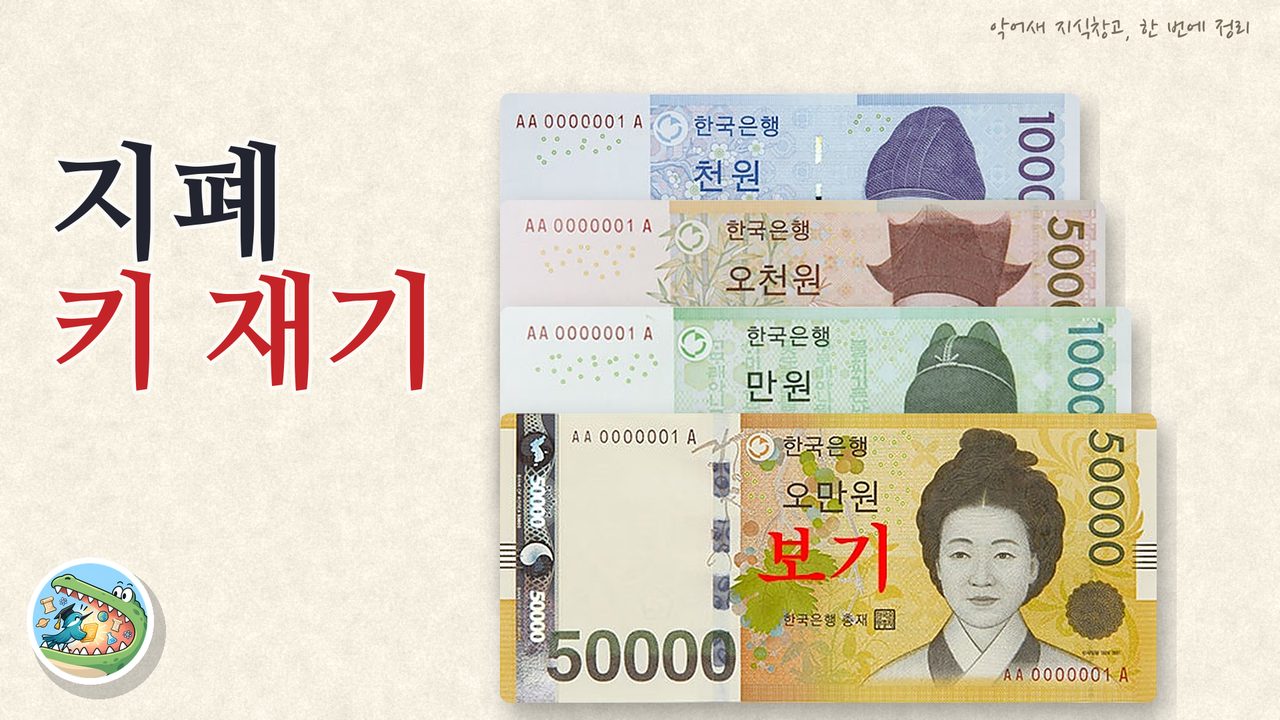 악어새 지식창고, 한 번에 정리
지폐
키 재기
AA 0000001 A
한국은행
천원
1000
AA 0000001 A
한국은행
오천원
5000
AA 0000001 A
한국은행
만원
1000
AA 0000001 A
한국은행
오만원
50000
보기
50000
50000
한국은행 총재
50000
AA 0000001 A